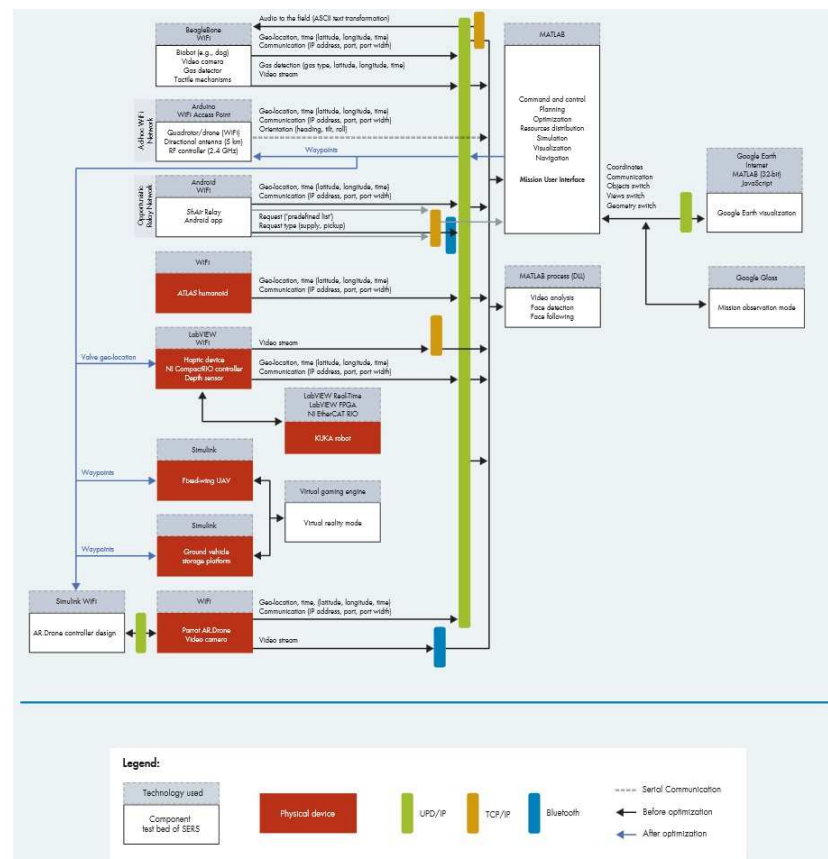 Audio to the field (ASCII text transformation)
BeagleBone
WiFi
Biobot (e.g., dog)
Video camera
Gas detector
Tactile mechanisms
Geo-location, time (latitude, longitude, time)
Communication (IP address, port, port width)
Gas detection (gas type, latitude, longitude, time)
Video stream
MATLAB
Command and control
Planning
Optimization
Resources distribution
Simulation
Visualization
Navigation
Mission User Interface
Ad-hoc WiFi
Network
Arduino
WiFi Access Point
Quadrotor/drone (WiFi)
Directional antenna (5 km)
RF controller (2.4 GHz)
Geo-location, time (latitude, longitude, time)
Communication (IP address, port, port width)
Orientation (heading, tilt, roll)
Waypoints
Opportunistic
Relay Network
Android
WiFi
StoAir Relay
Android app
Geo-location, time (latitude, longitude, time)
Communication (IP address, port, port width)
Request ('predefined list')
Request type (supply, pickup)
Coordinates
Communication
Objects switch
Views switch
Geometry switch
Google Earth
Internet
MATLAB (32-bit)
JavaScript
Google Earth visualization
WiFi
ATLAS humanoid
Geo-location, time (latitude, longitude, time)
Communication (IP address, port, port width)
MATLAB process (DLL)
Video analysis
Face detection
Face following
Google Glass
Mission observation mode
Valve geo-location
LabVIEW
WiFi
Haptic device
NI CompactRIO controller
Depth sensor
Video stream
Geo-location, time (latitude, longitude, time)
Communication (IP address, port, port width)
LabVIEW Real-Time
LabVIEW FPGA
NI EtherCAT RIO
KUKA robot
Waypoints
Simulink
Fixed-wing UAV
Virtual gaming engine
Virtual reality mode
Waypoints
Simulink
Ground vehicle
storage platform
Simulink WiFi
AR.Drone controller design
WiFi
Parrot AR.Drone
Video camera
Geo-location, time, (latitude, longitude, time)
Communication (IP address, port, port width)
Video stream
Legend:
Technology used
Component
test bed of SERS
Physical device
UPD/IP
TCP/IP
Bluetooth
Serial Communication
Before optimization
After optimization